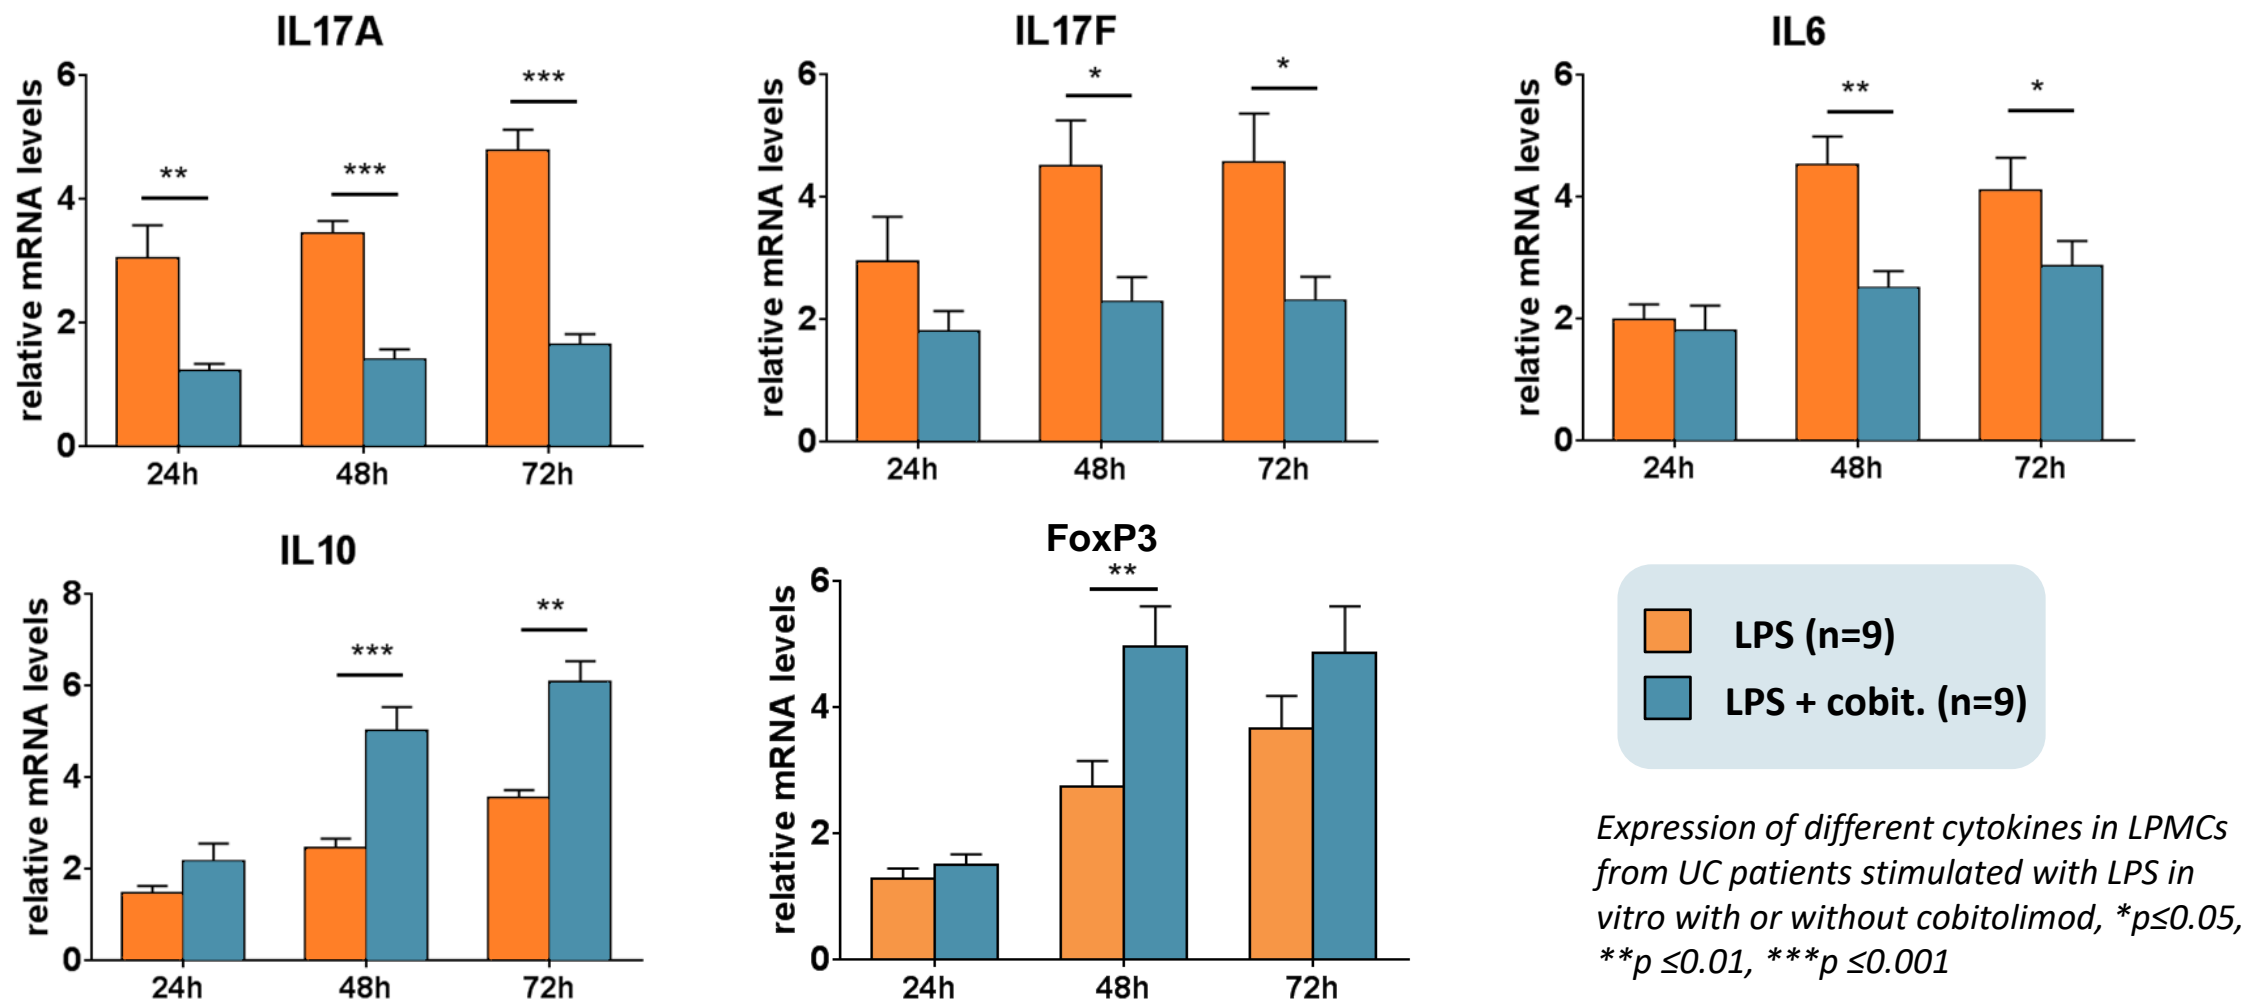 IL17A
relative mRNA levels
6
4
2
0
**
***
***
24h
48h
72h
IL17F
relative mRNA levels
6
4
2
0
*
*
24h
48h
72h
IL6
relative mRNA levels
6
4
2
0
**
*
24h
48h
72h
IL10
relative mRNA levels
8
6
4
2
0
***
**
24h
48h
72h
FoxP3
relative mRNA levels
6
4
2
0
**
24h
48h
72h
LPS (n=9)
LPS + cobit. (n=9)
Expression of different cytokines in LPMCs
from UC patients stimulated with LPS in
vitro with or without cobitolimod, *p≤0.05,
**p ≤0.01, ***p ≤0.001